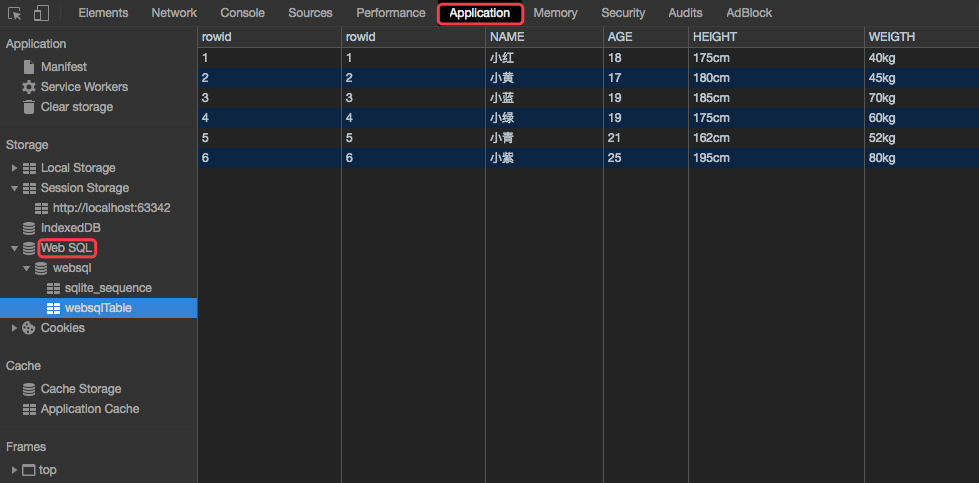 Elements Network Console Sources Performance Application Memory Security Audits AdBlock
Application
Manifest
Service Workers
Clear storage
Storage
Local Storage
Session Storage
http://localhost:63342
IndexedDB
Web SQL
websql
sqlite_sequence
websqlTable
Cookies
Cache
Cache Storage
Application Cache
Frames
top
rowid rowid NAME AGE HEIGHT WEIGTH
1 1 小红 18 175cm 40kg
2 2 小黄 17 180cm 45kg
3 3 小蓝 19 185cm 70kg
4 4 小绿 19 175cm 60kg
5 5 小青 21 162cm 52kg
6 6 小紫 25 195cm 80kg